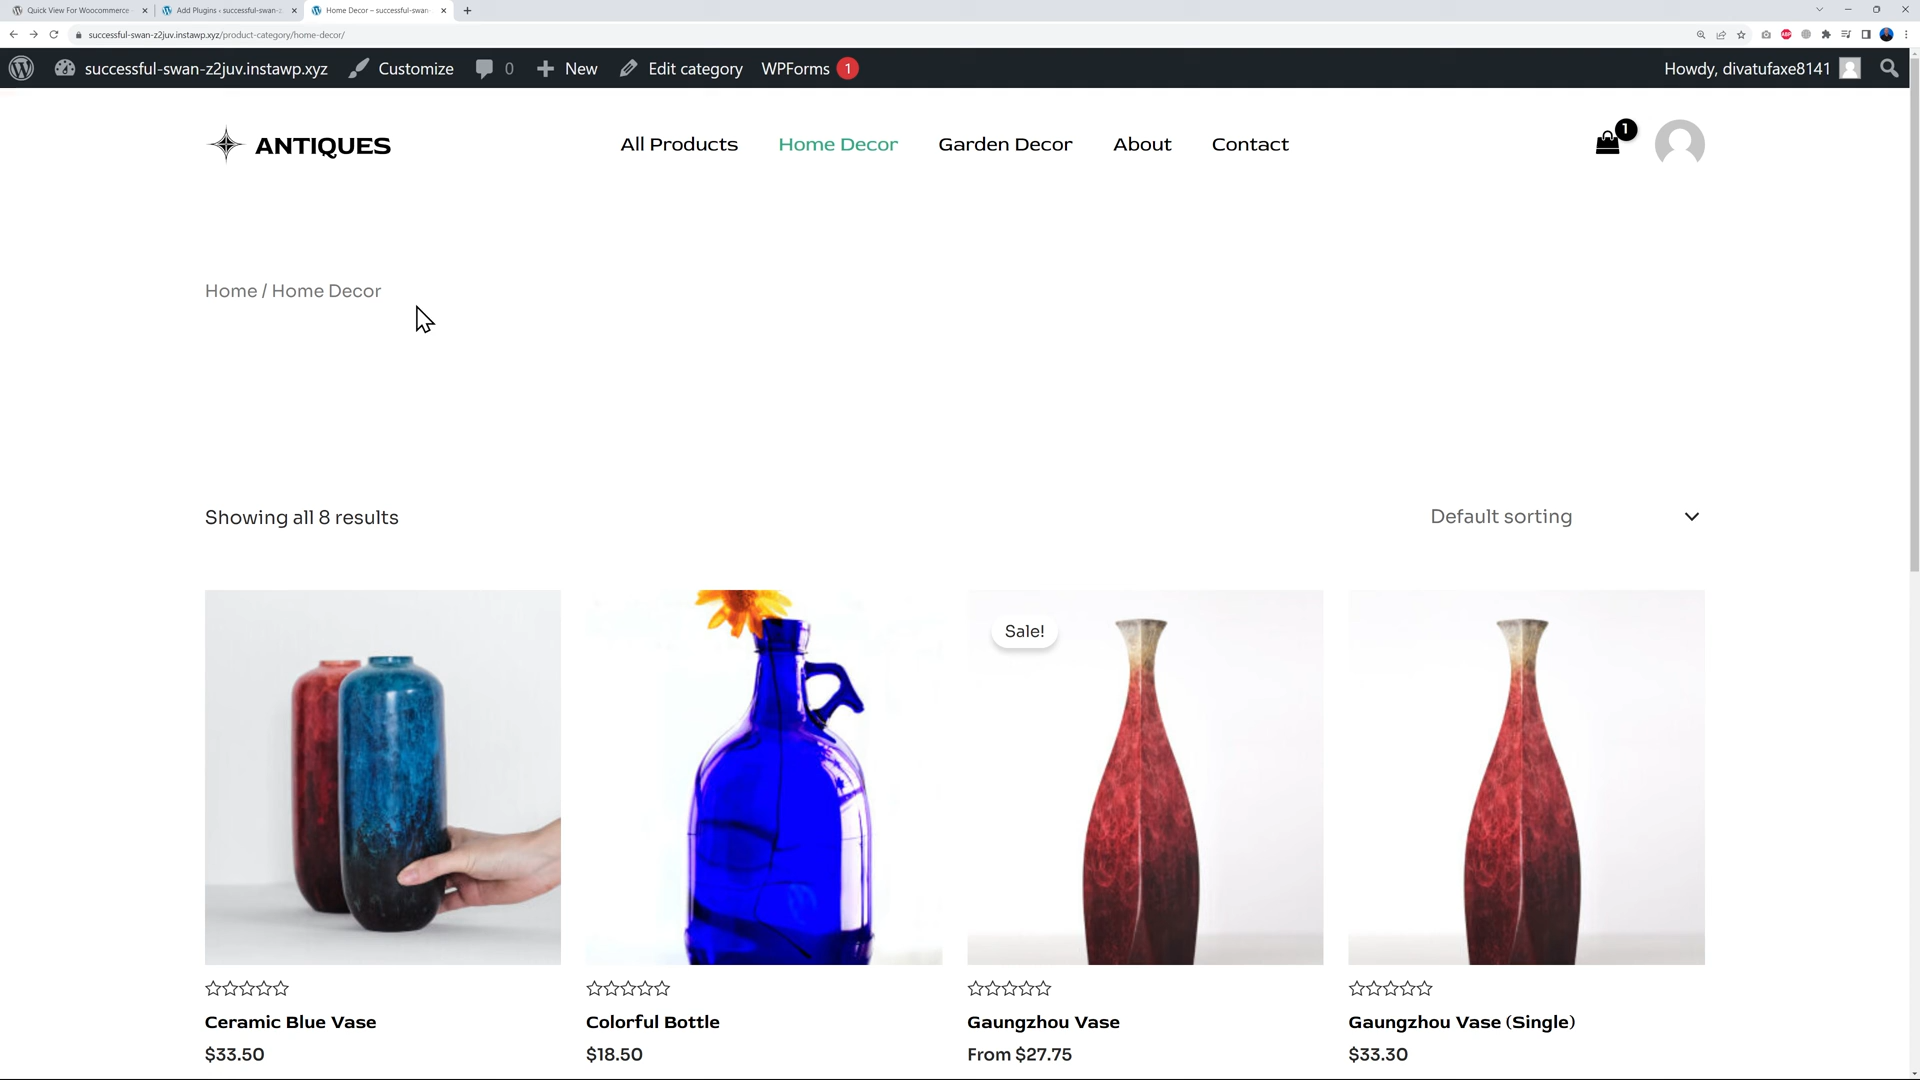 Quick View For Woocommerce
Add Plugins ‹ successful-swan-z
Home Decor – successful-swan-
successful-swan-z2juv.instawp.xyz/product-category/home-decor/
ABP
successful-swan-z2juv.instawp.xyz
Customize
0
New
Edit category
WPForms 1
Howdy, divatufaxe8141
ANTIQUES
All Products
Home Decor
Garden Decor
About
Contact
1
Home / Home Decor
Showing all 8 results
Default sorting
Sale!
Ceramic Blue Vase
$33.50
Colorful Bottle
$18.50
Gaungzhou Vase
From $27.75
Gaungzhou Vase (Single)
$33.30